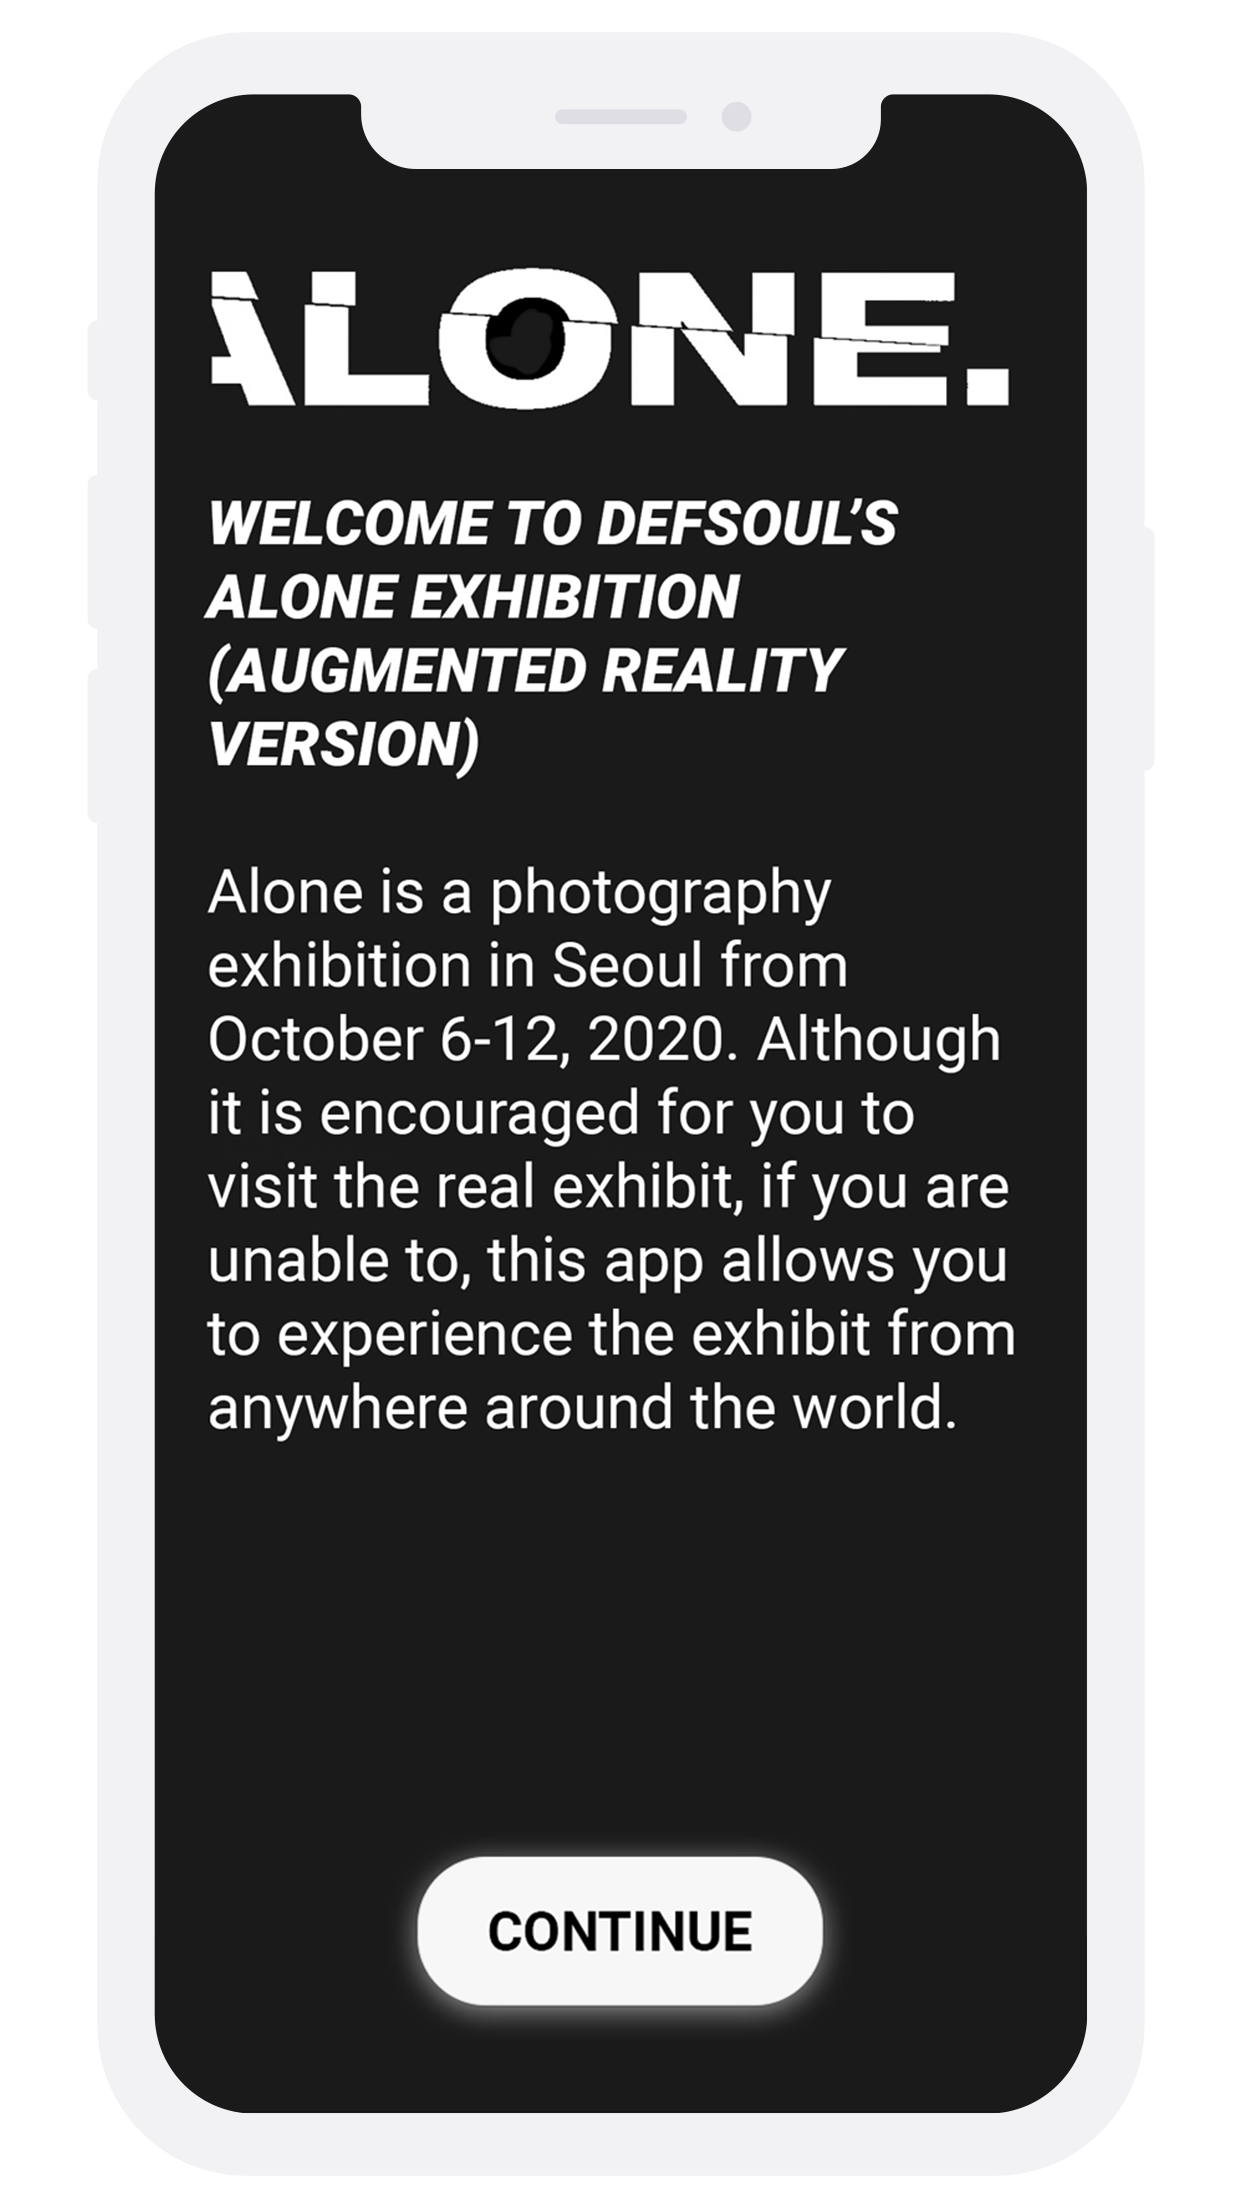 ALONE.
WELCOME TO DEFSOUL’S
ALONE EXHIBITION
(AUGMENTED REALITY
VERSION)
Alone is a photography
exhibition in Seoul from
October 6-12, 2020. Although
it is encouraged for you to
visit the real exhibit, if you are
unable to, this app allows you
to experience the exhibit from
anywhere around the world.
CONTINUE